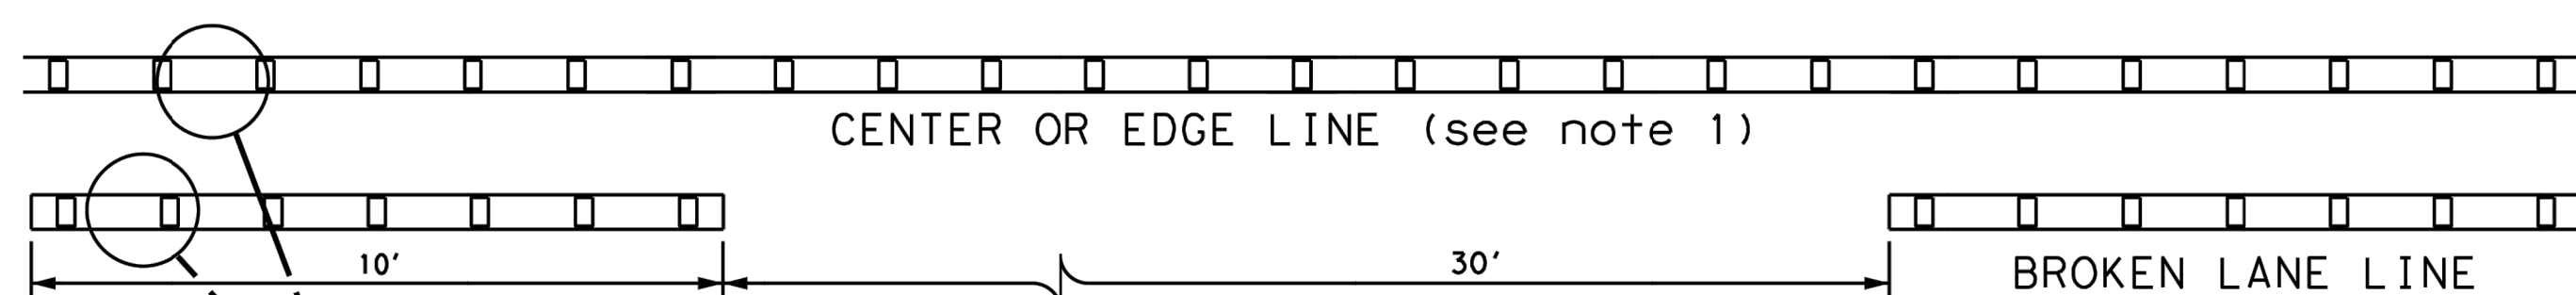 CENTER OR EDGE LINE (see note 1)
10'
30'
BROKEN LANE LINE